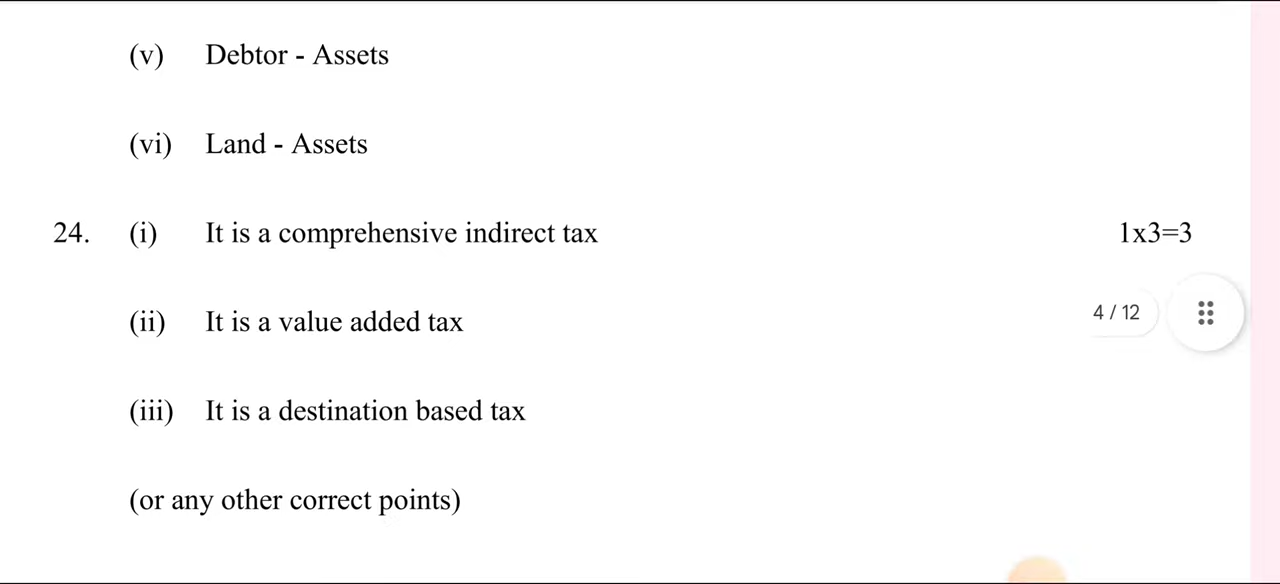 (v) Debtor - Assets
(vi) Land - Assets
24. (i) It is a comprehensive indirect tax 1x3=3
4 / 12
(ii) It is a value added tax
(iii) It is a destination based tax
(or any other correct points)